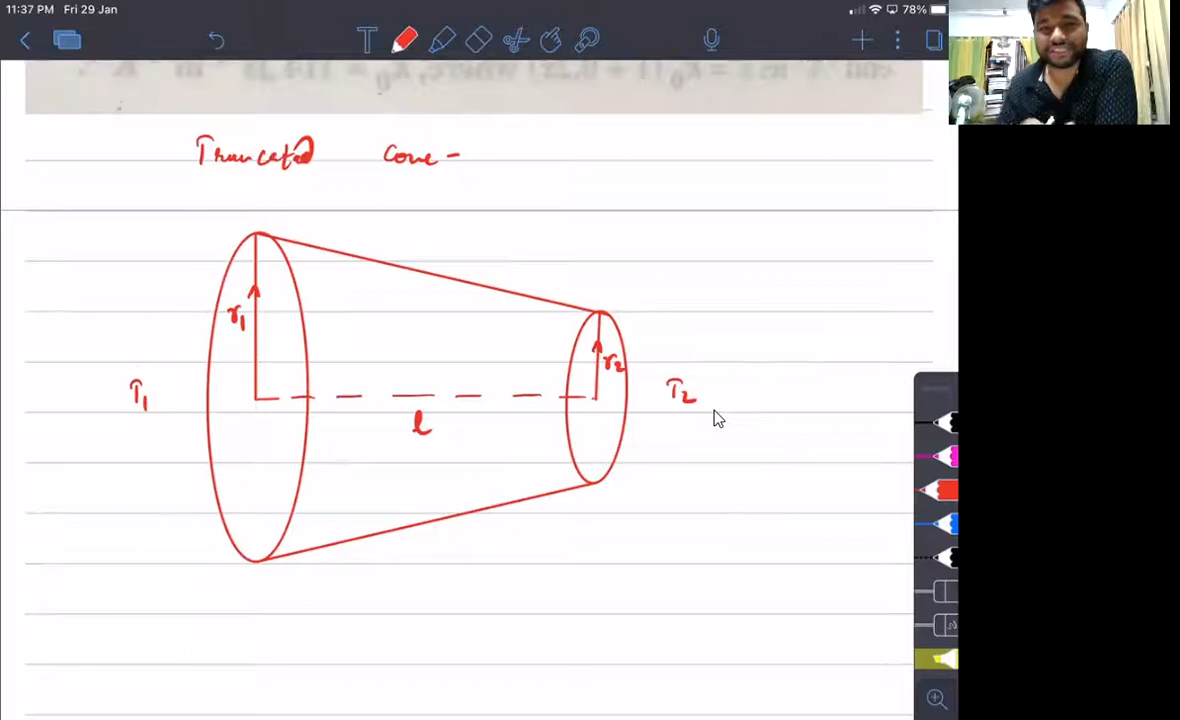 11:37 PM Fri 29 Jan 78%
T
Truncated Cone -
r1
r2
T1
T2
l